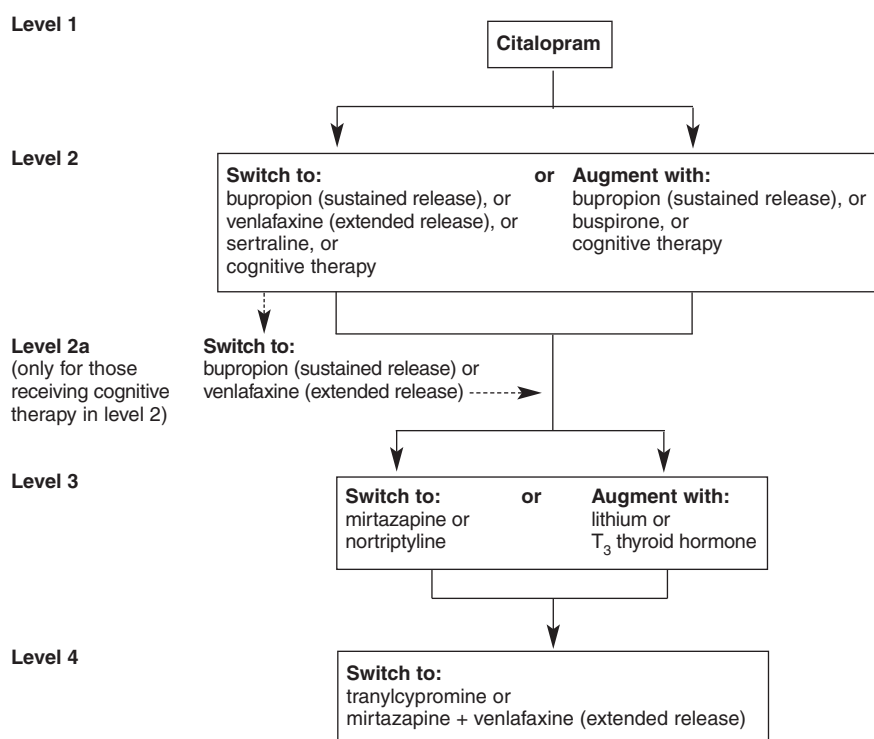 Level 1
Citalopram
Level 2
Switch to:
bupropion (sustained release), or
venlafaxine (extended release), or
sertraline, or
cognitive therapy
or
Augment with:
bupropion (sustained release), or
buspirone, or
cognitive therapy
Level 2a
(only for those
receiving cognitive
therapy in level 2)
Switch to:
bupropion (sustained release) or
venlafaxine (extended release)
Level 3
Switch to:
mirtazapine or
nortriptyline
or
Augment with:
lithium or
T3 thyroid hormone
Level 4
Switch to:
tranylcypromine or
mirtazapine + venlafaxine (extended release)